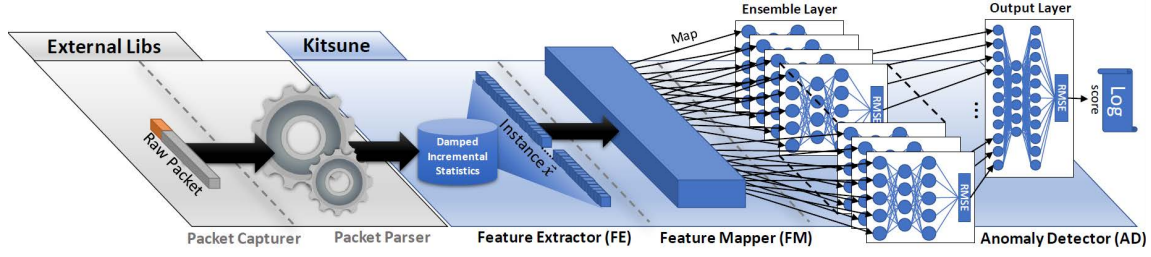 Ensemble Layer
Output Layer
External Libs
Kitsune
Map
Raw Packet
Damped
Incremental
Statistics
Instance x⃗
RMSE
RMSE
RMSE
Log
score
Packet Capturer
Packet Parser
Feature Extractor (FE)
Feature Mapper (FM)
Anomaly Detector (AD)